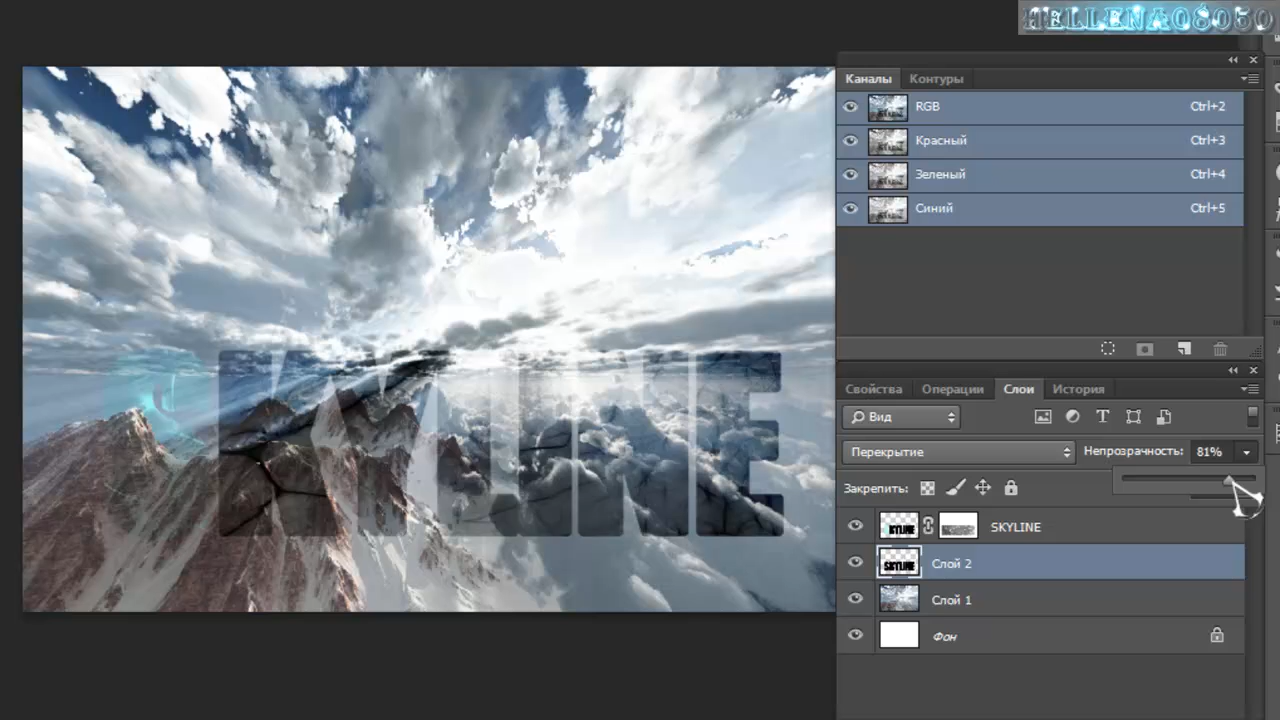 HELLENA08050
Каналы Контуры
RGB Ctrl+2
Красный Ctrl+3
Зеленый Ctrl+4
Синий Ctrl+5
SKYLINE
Свойства Операции Слои История
Вид
Перекрытие Непрозрачность: 81%
Закрепить:
SKYLINE
Слой 2
Слой 1
Фон